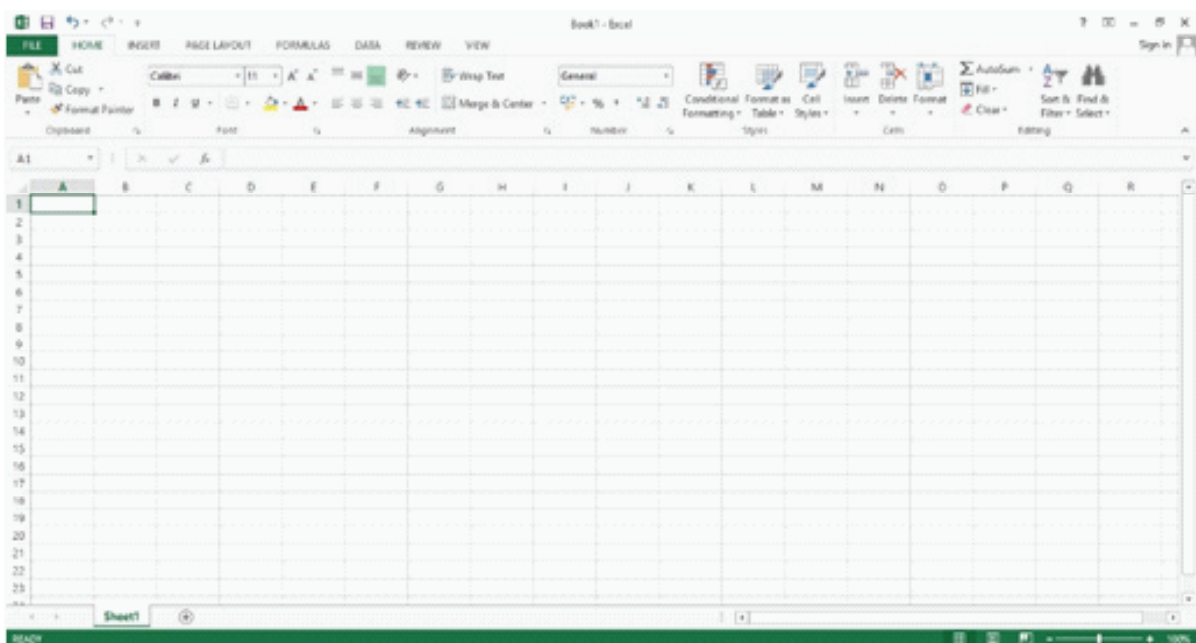 Book1 - Excel
FILE HOME INSERT PAGE LAYOUT FORMULAS DATA REVIEW VIEW Sign in
Cut
Copy
Format Painter
Paste
Calibri 11
B I U
Wrap Text
Merge & Center
General
%
Conditional Formatting
Format as Table
Cell Styles
Insert Delete Format
AutoSum
Fill
Clear
Sort & Filter
Find & Select
Clipboard Font Alignment Number Styles Cells Editing
A1 fx
A B C D E F G H I J K L M N O P Q R
1
2
3
4
5
6
7
8
9
10
11
12
13
14
15
16
17
18
19
20
21
22
23
Sheet1
READY 100%